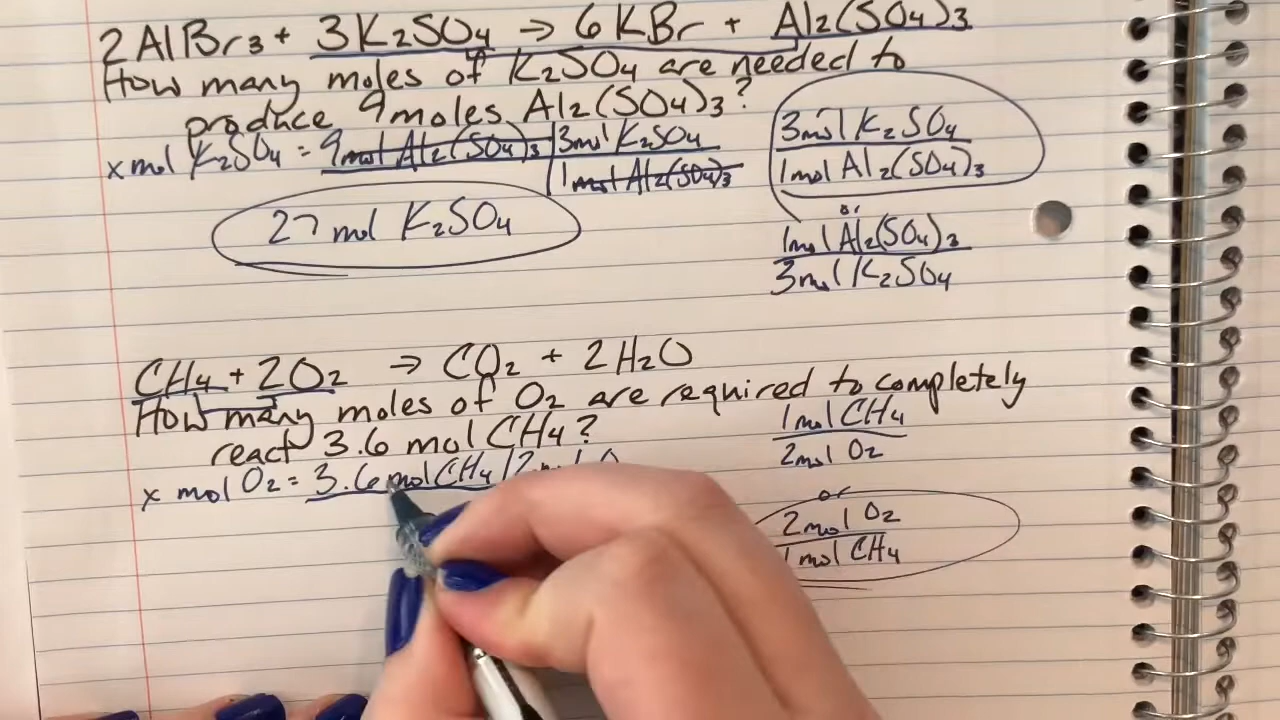 2AlBr3 + 3K2SO4 → 6KBr + Al2(SO4)3
How many moles of K2SO4 are needed to
produce 9 moles Al2(SO4)3?
x mol K2SO4 = 9 mol Al2(SO4)3 | 3 mol K2SO4
1 mol Al2(SO4)3
27 mol K2SO4
3 mol K2SO4
1 mol Al2(SO4)3
or
1 mol Al2(SO4)3
3 mol K2SO4
CH4 + 2O2 → CO2 + 2H2O
How many moles of O2 are required to completely
react 3.6 mol CH4?
x mol O2 = 3.6 mol CH4 | 2 mol O
1 mol CH4
2 mol O2
or
2 mol O2
1 mol CH4